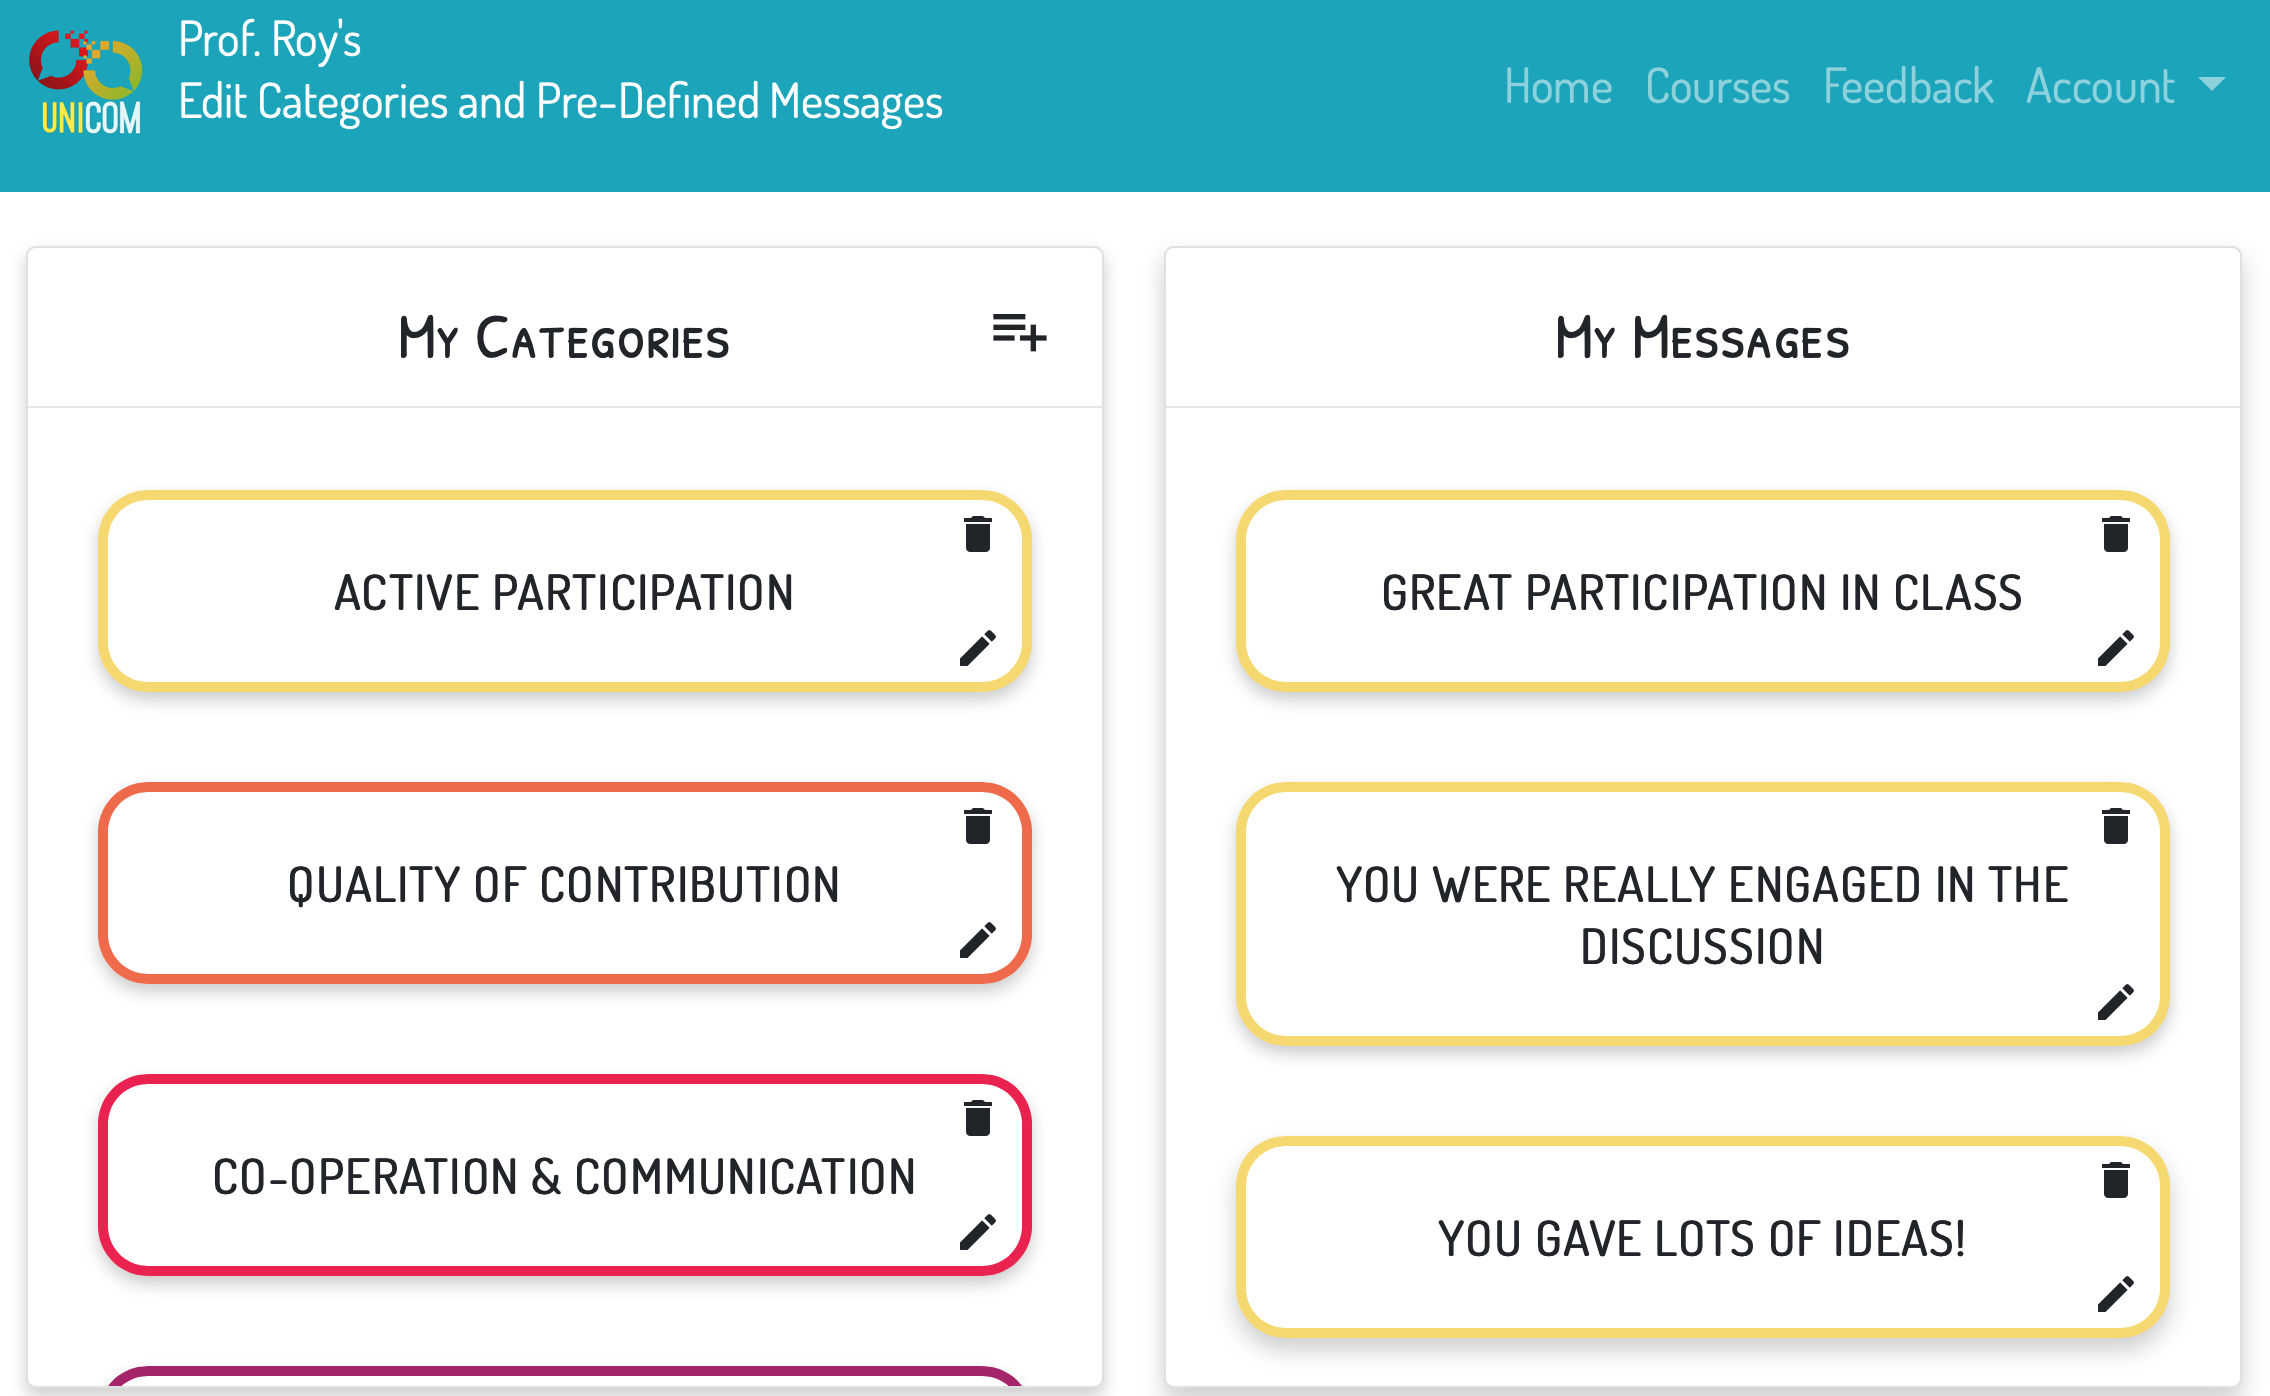 Prof. Roy's
Edit Categories and Pre-Defined Messages
UNICOM
Home Courses Feedback Account
My Categories
ACTIVE PARTICIPATION
QUALITY OF CONTRIBUTION
CO-OPERATION & COMMUNICATION
My Messages
GREAT PARTICIPATION IN CLASS
YOU WERE REALLY ENGAGED IN THE
DISCUSSION
YOU GAVE LOTS OF IDEAS!